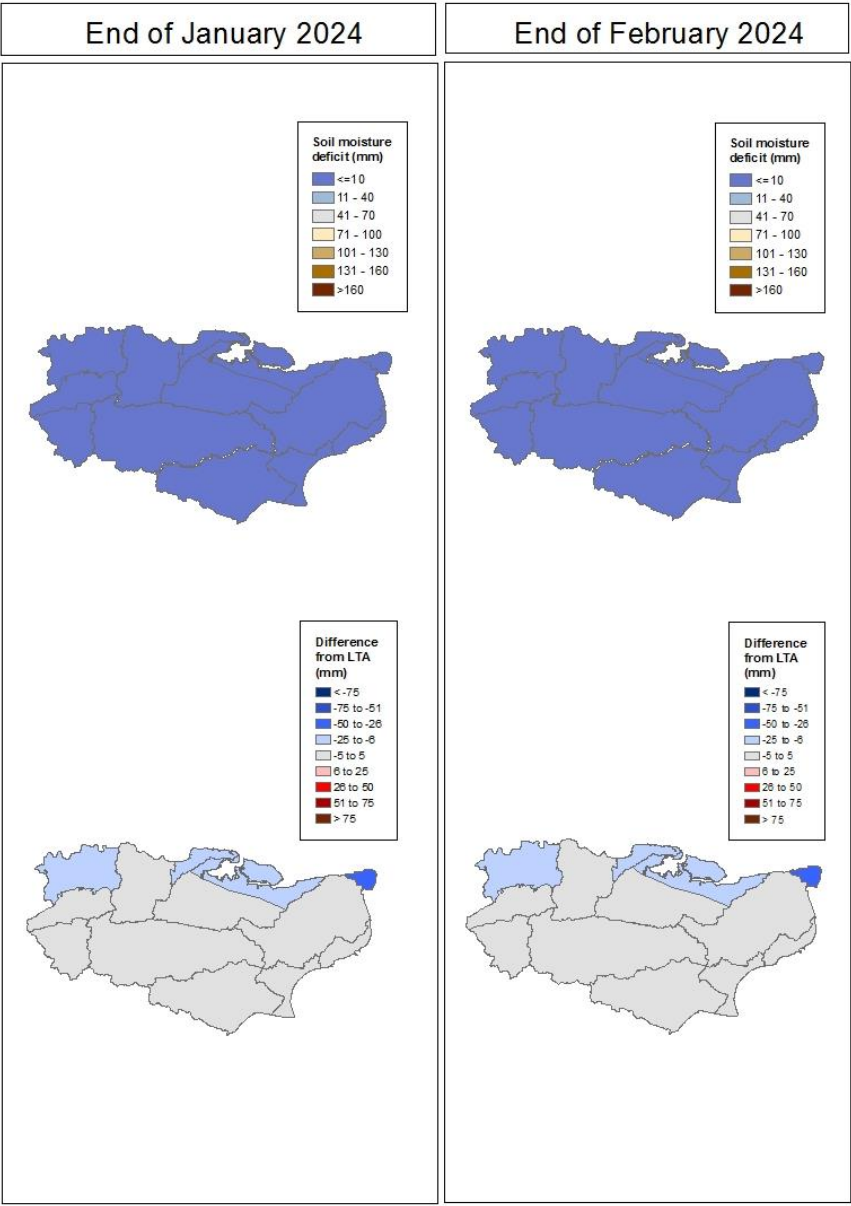 End of January 2024
End of February 2024
Soil moisture
deficit (mm)
<=10
11 - 40
41 - 70
71 - 100
101 - 130
131 - 160
>160
Soil moisture
deficit (mm)
<=10
11 - 40
41 - 70
71 - 100
101 - 130
131 - 160
>160
Difference
from LTA
(mm)
< -75
-75 to -51
-50 to -26
-25 to -6
-5 to 5
6 to 25
26 to 50
51 to 75
> 75
Difference
from LTA
(mm)
< -75
-75 to -51
-50 to -26
-25 to -6
-5 to 5
6 to 25
26 to 50
51 to 75
> 75